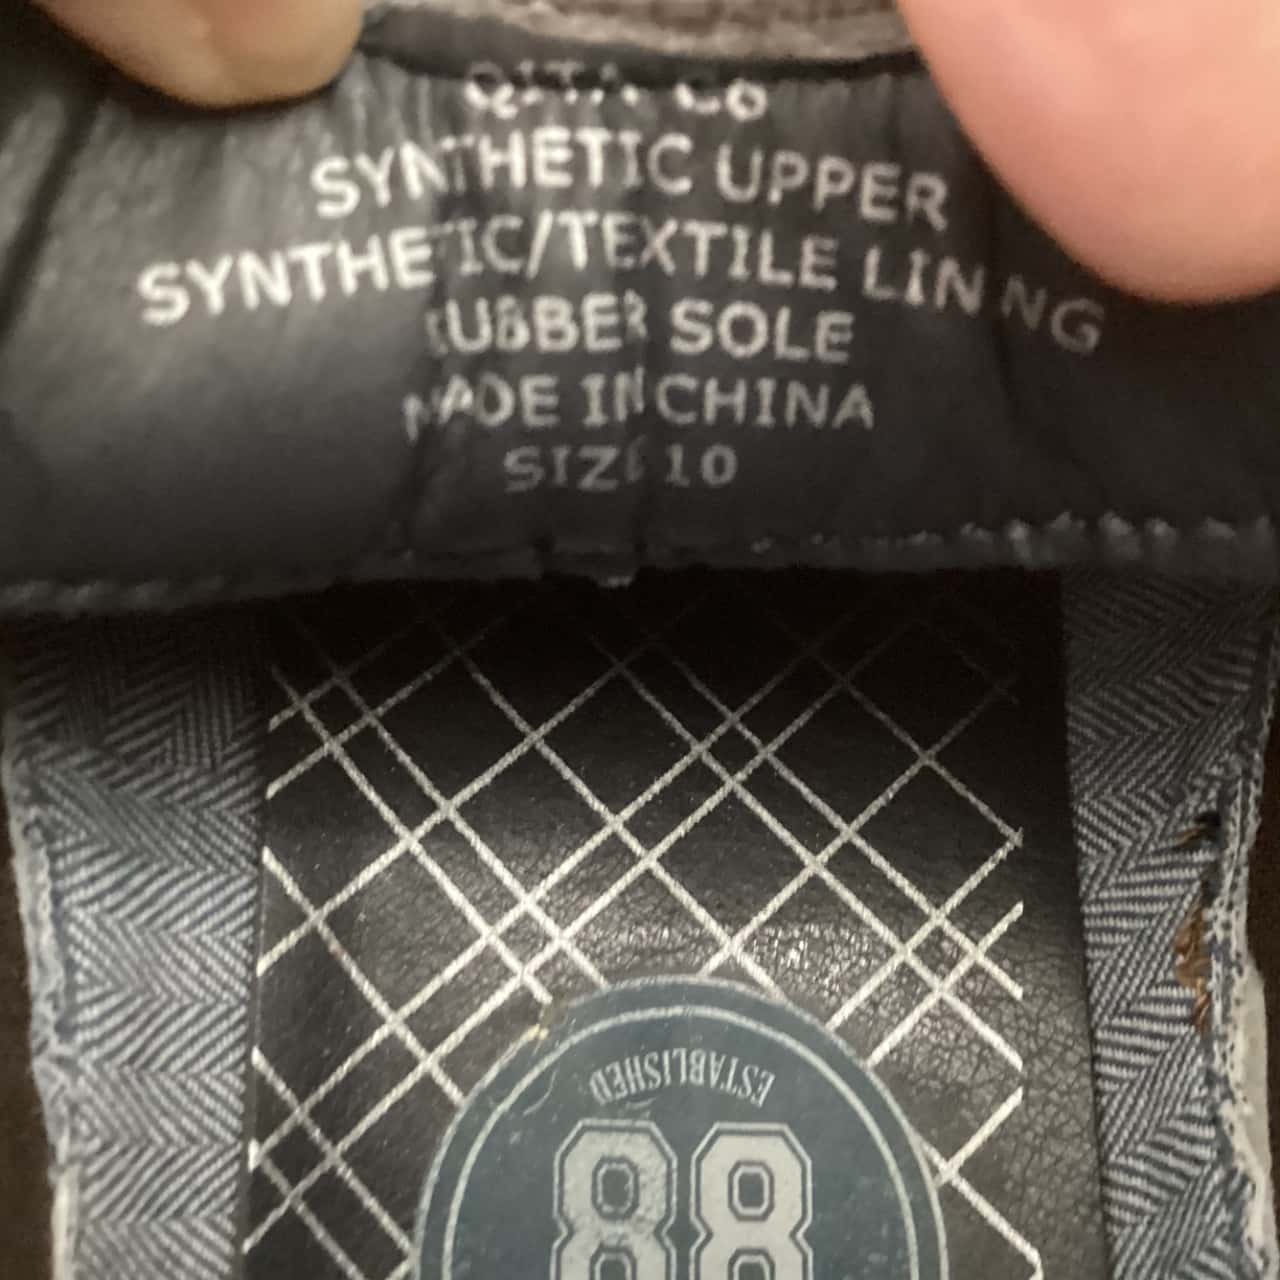 SYNTHETIC UPPER
SYNTHETIC/TEXTILE LINING
RUBBER SOLE
MADE IN CHINA
SIZE 10
ESTABLISHED
88